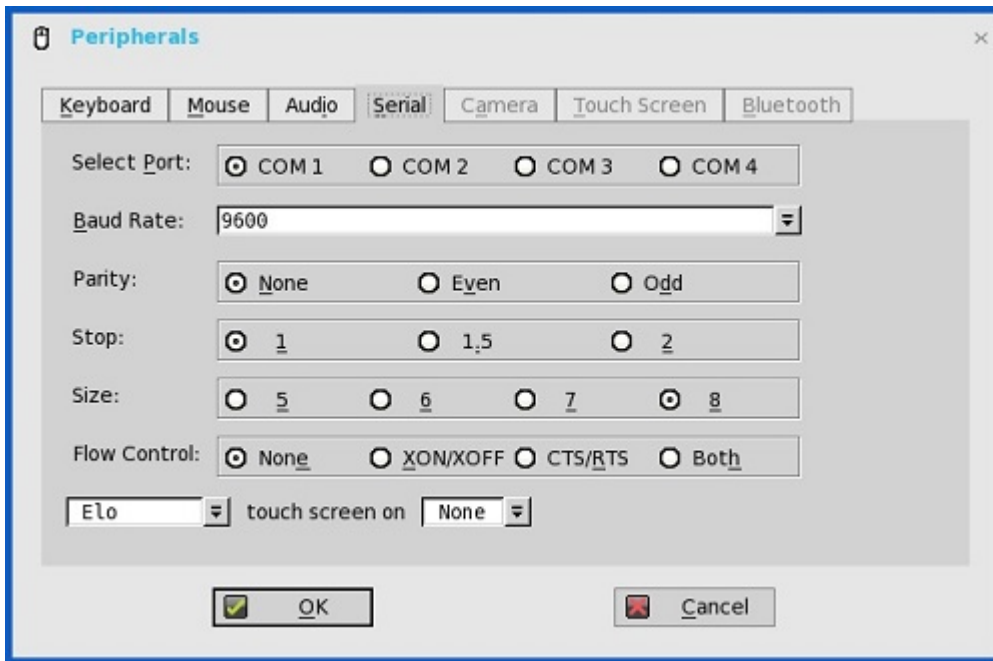 Peripherals
Keyboard Mouse Audio Serial Camera Touch Screen Bluetooth
Select Port: COM 1 COM 2 COM 3 COM 4
Baud Rate: 9600
Parity: None Even Odd
Stop: 1 1.5 2
Size: 5 6 7 8
Flow Control: None XON/XOFF CTS/RTS Both
Elo touch screen on None
OK Cancel